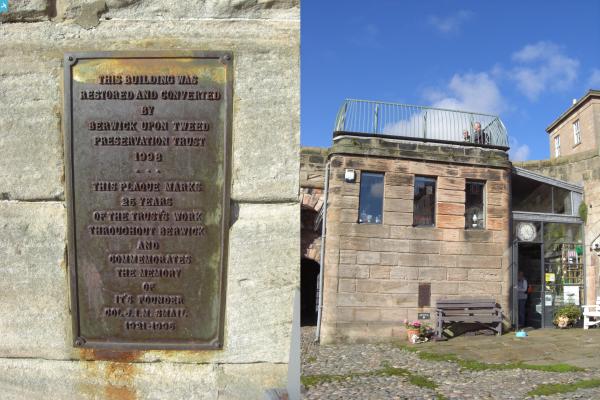 THIS BUILDING WAS
RESTORED AND CONVERTED
BY
BERWICK UPON TWEED
PRESERVATION TRUST
1998
THIS PLAQUE MARKS
25 YEARS
OF THE TRUST'S WORK
THROUGHOUT BERWICK
AND
COMMEMORATES
THE MEMORY
OF
IT'S FOUNDER
COL. J.I.M. SMAIL
1921-1995